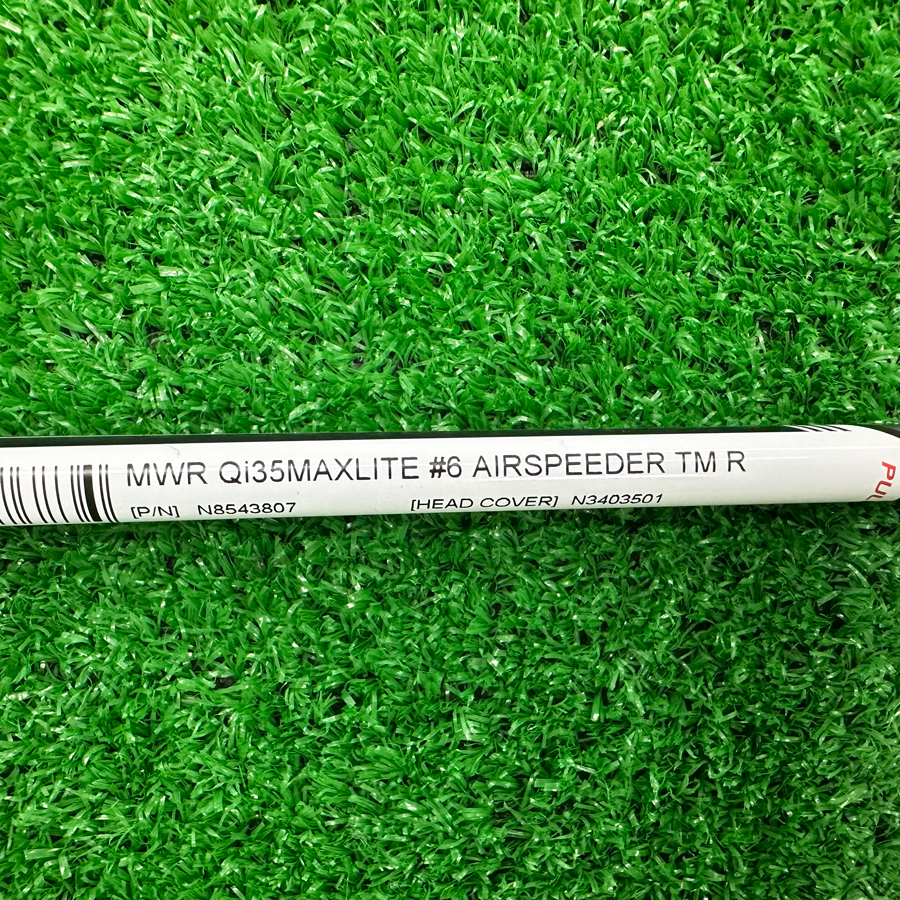 MWR Qi35MAXLITE #6 AIRSPEEDER TM R
[P/N] N8543807 [HEAD COVER] N3403501